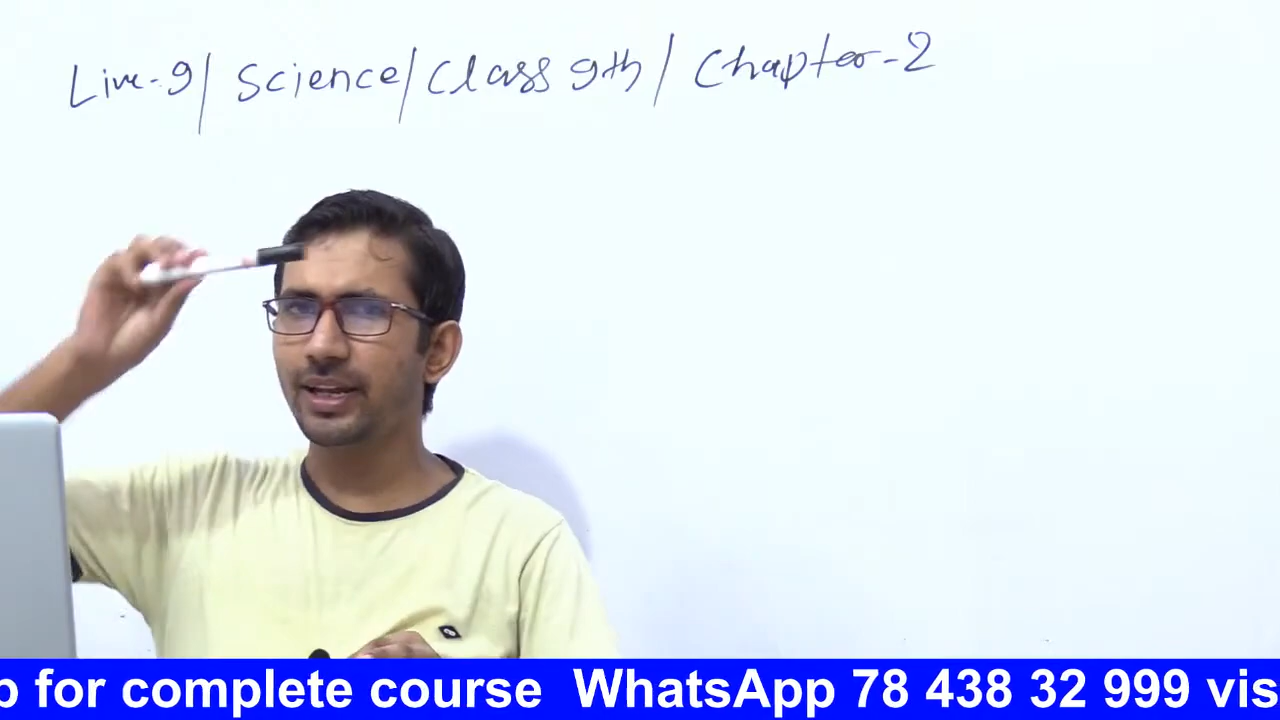 Live-9/ Science/Class 9th/ Chapter-2
p for complete course WhatsApp 78 438 32 999 vis